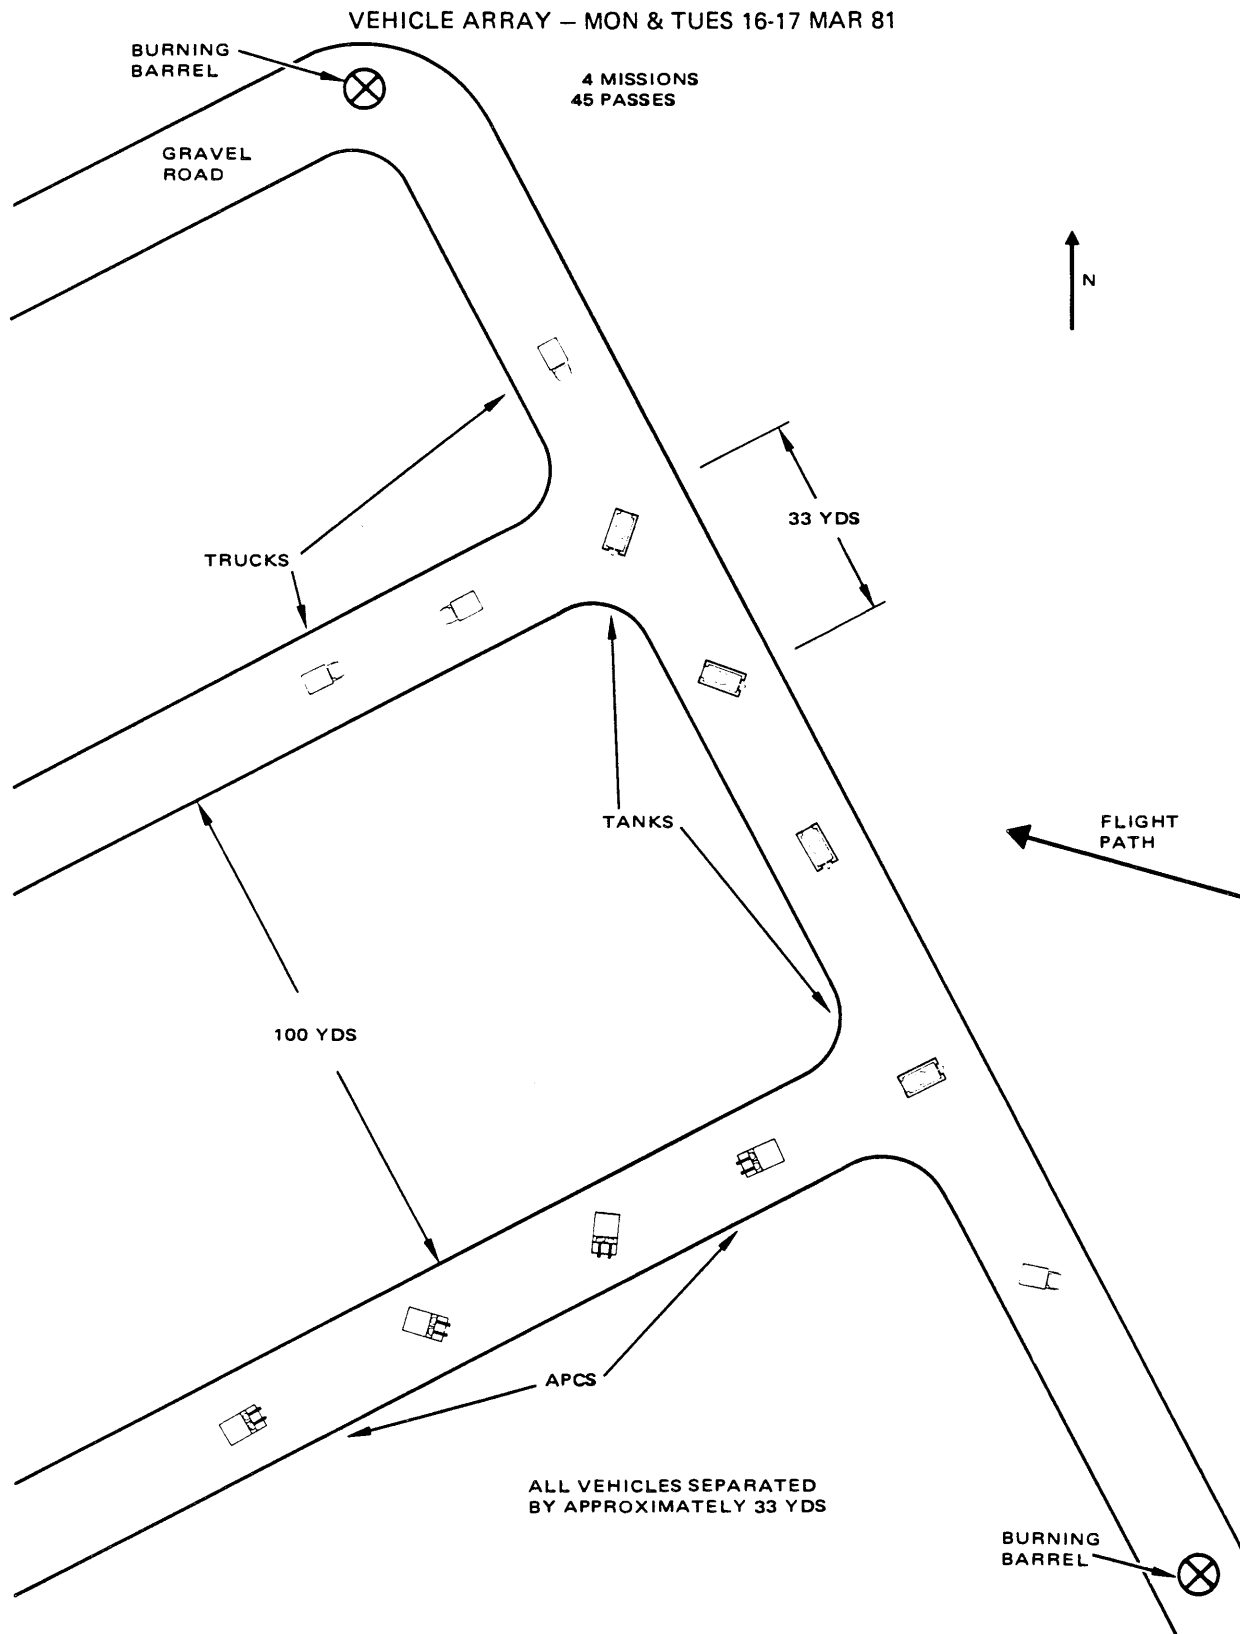 VEHICLE ARRAY – MON & TUES 16-17 MAR 81
BURNING
BARREL
4 MISSIONS
45 PASSES
GRAVEL
ROAD
N
33 YDS
TRUCKS
TANKS
FLIGHT
PATH
100 YDS
APCS
ALL VEHICLES SEPARATED
BY APPROXIMATELY 33 YDS
BURNING
BARREL